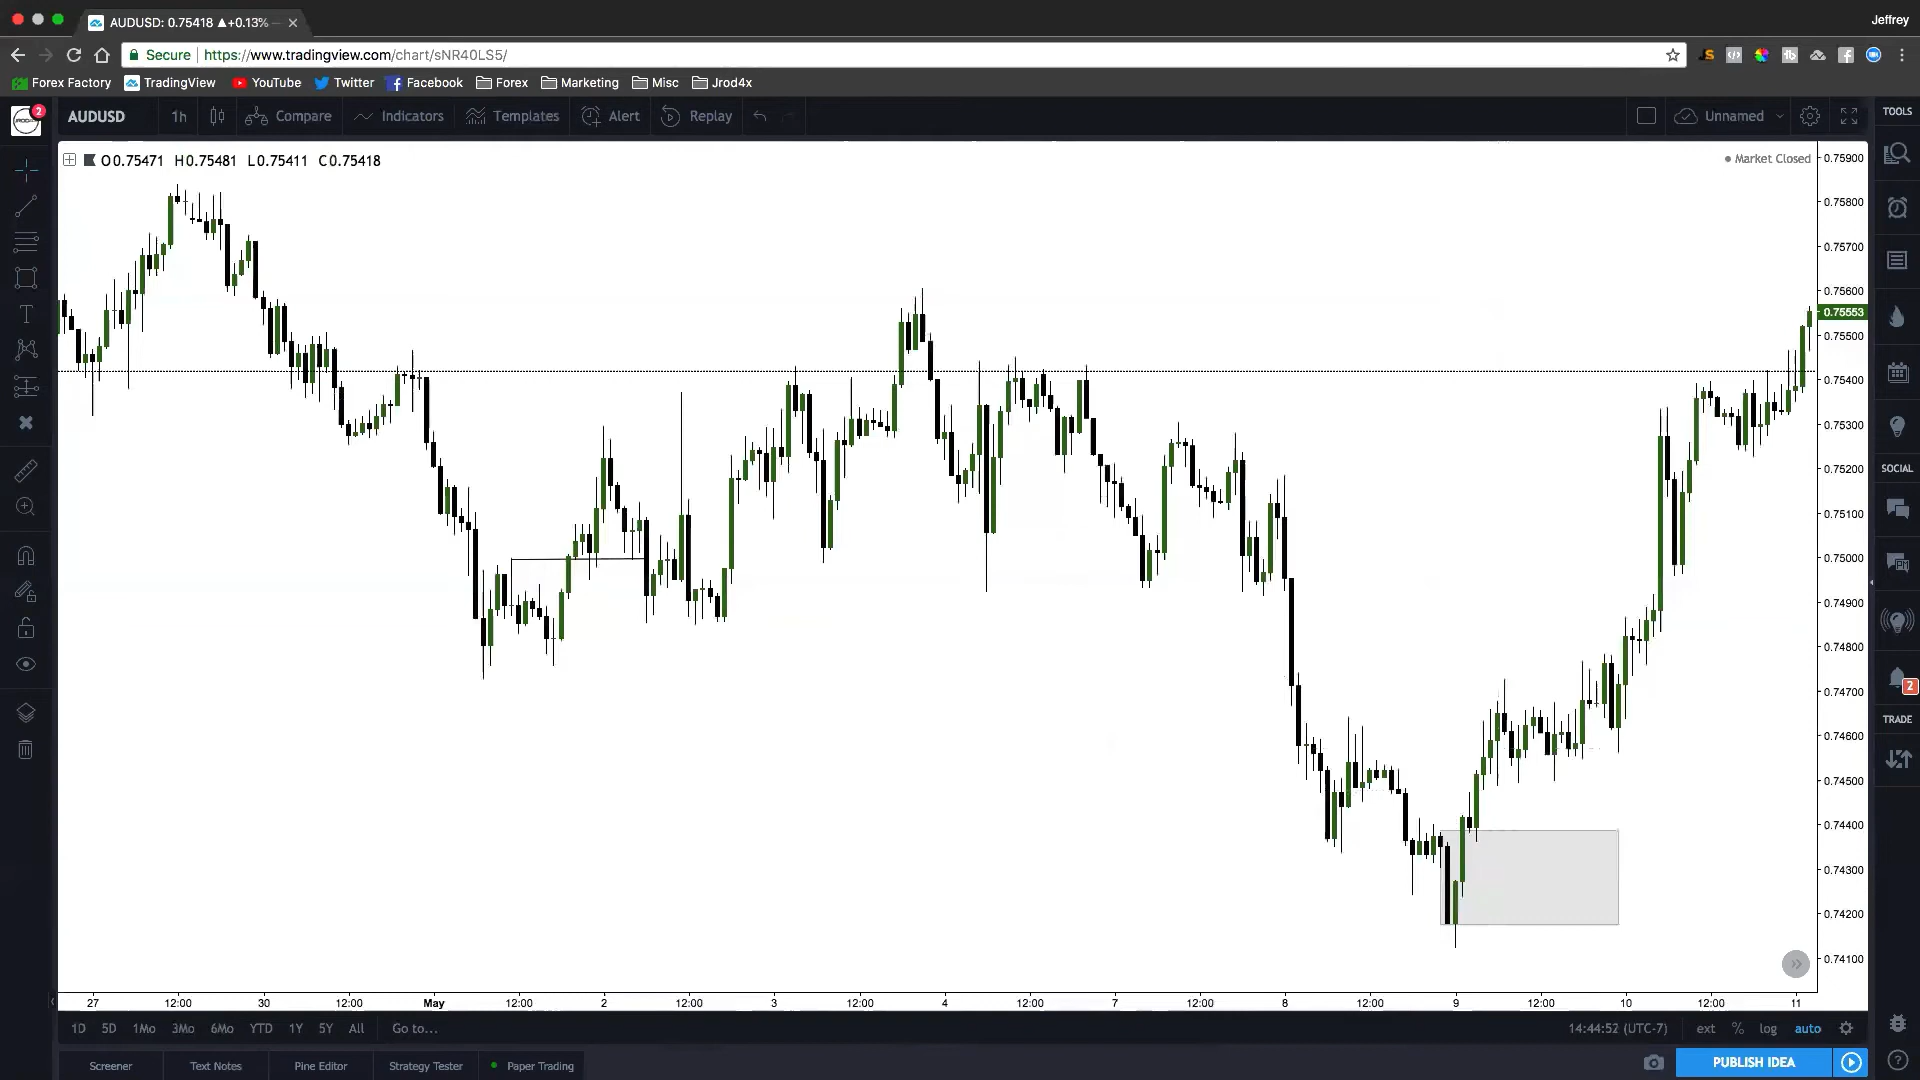 Jeffrey
AUDUSD: 0.75418 ▲+0.13% —
Secure | https://www.tradingview.com/chart/sNR40LS5/
Forex Factory TradingView YouTube Twitter Facebook Forex Marketing Misc Jrod4x
2 AUDUSD 1h Compare Indicators Templates Alert Replay Unnamed TOOLS
O0.75471 H0.75481 L0.75411 C0.75418 Market Closed
0.75900
0.75800
0.75700
0.75600
0.75553
0.75500
0.75400
0.75300
0.75200
0.75100
0.75000
0.74900
0.74800
0.74700
0.74600
0.74500
0.74400
0.74300
0.74200
0.74100
SOCIAL
2
TRADE
27 12:00 30 12:00 May 12:00 2 12:00 3 12:00 4 12:00 7 12:00 8 12:00 9 12:00 10 12:00 11
1D 5D 1Mo 3Mo 6Mo YTD 1Y 5Y All Go to... 14:44:52 (UTC-7) ext % log auto
Screener Text Notes Pine Editor Strategy Tester Paper Trading PUBLISH IDEA